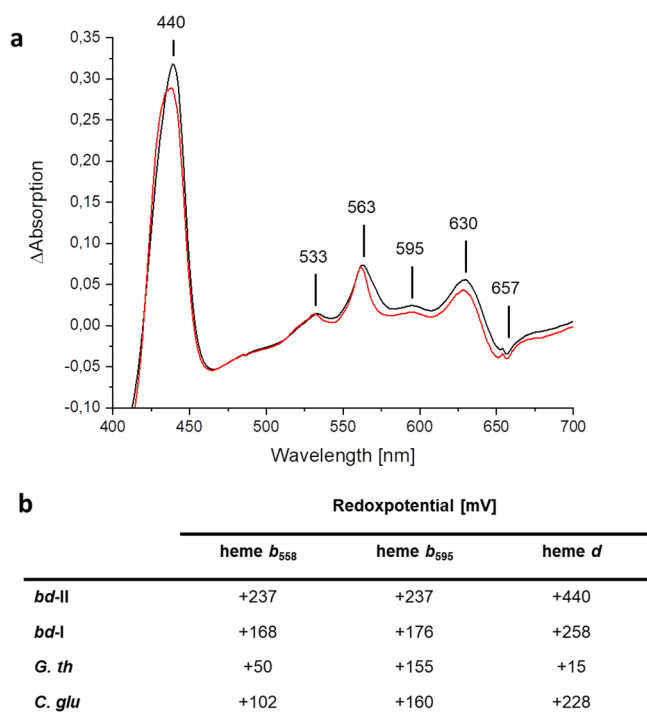 a
440
0,35
0,30
0,25
0,20
0,15
0,10
0,05
0,00
-0,05
-0,10
ΔAbsorption
533
563
595
630
657
400 450 500 550 600 650 700
Wavelength [nm]
b
Redoxpotential [mV]
heme b558 heme b595 heme d
bd-II +237 +237 +440
bd-I +168 +176 +258
G. th +50 +155 +15
C. glu +102 +160 +228